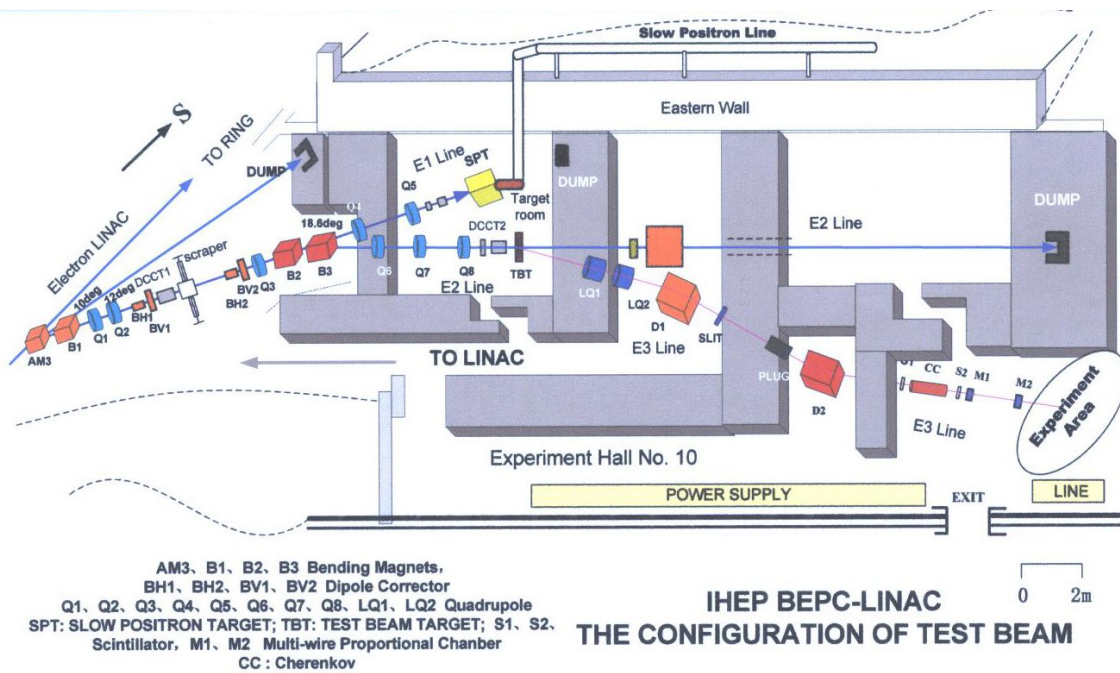 Slow Positron Line
Eastern Wall
S
TO RING
Electron LINAC
DUMP
E1 Line
SPT
Target
room
DUMP
DUMP
10deg
12deg
DCCT1
scraper
18.6deg
Q4
Q5
DCCT2
E2 Line
AM3
B1
Q1
Q2
BH1
BV1
BH2
BV2
Q3
B2
B3
Q6
Q7
Q8
TBT
E2 Line
LQ1
LQ2
D1
E3 Line
SLIT
PLUG
D2
CC
S2
M1
M2
E3 Line
Experiment
Area
TO LINAC
Experiment Hall No. 10
POWER SUPPLY
EXIT
LINE
0 2m
AM3、B1、B2、B3 Bending Magnets,
BH1、BH2、BV1、BV2 Dipole Corrector
Q1、Q2、Q3、Q4、Q5、Q6、Q7、Q8、LQ1、LQ2 Quadrupole
SPT: SLOW POSITRON TARGET; TBT: TEST BEAM TARGET; S1、S2、
Scintillator, M1、M2 Multi-wire Proportional Chanber
CC : Cherenkov
IHEP BEPC-LINAC
THE CONFIGURATION OF TEST BEAM